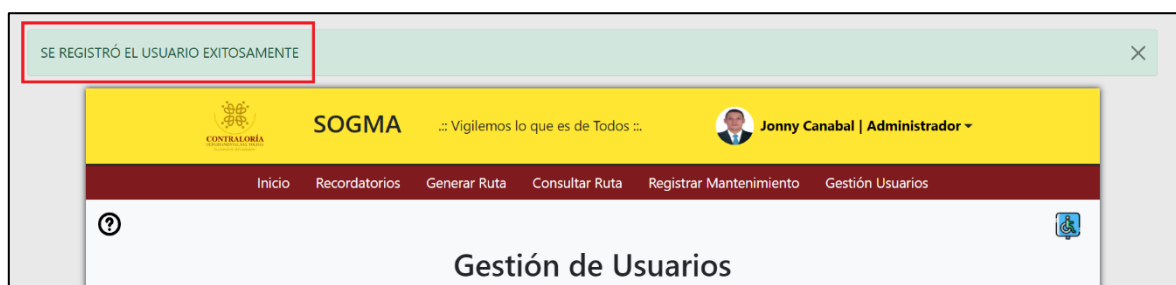 SE REGISTRÓ EL USUARIO EXITOSAMENTE
CONTRALORÍA
SOGMA
.:: Vigilemos lo que es de Todos ::.
Jonny Canabal | Administrador
Inicio Recordatorios Generar Ruta Consultar Ruta Registrar Mantenimiento Gestión Usuarios
Gestión de Usuarios